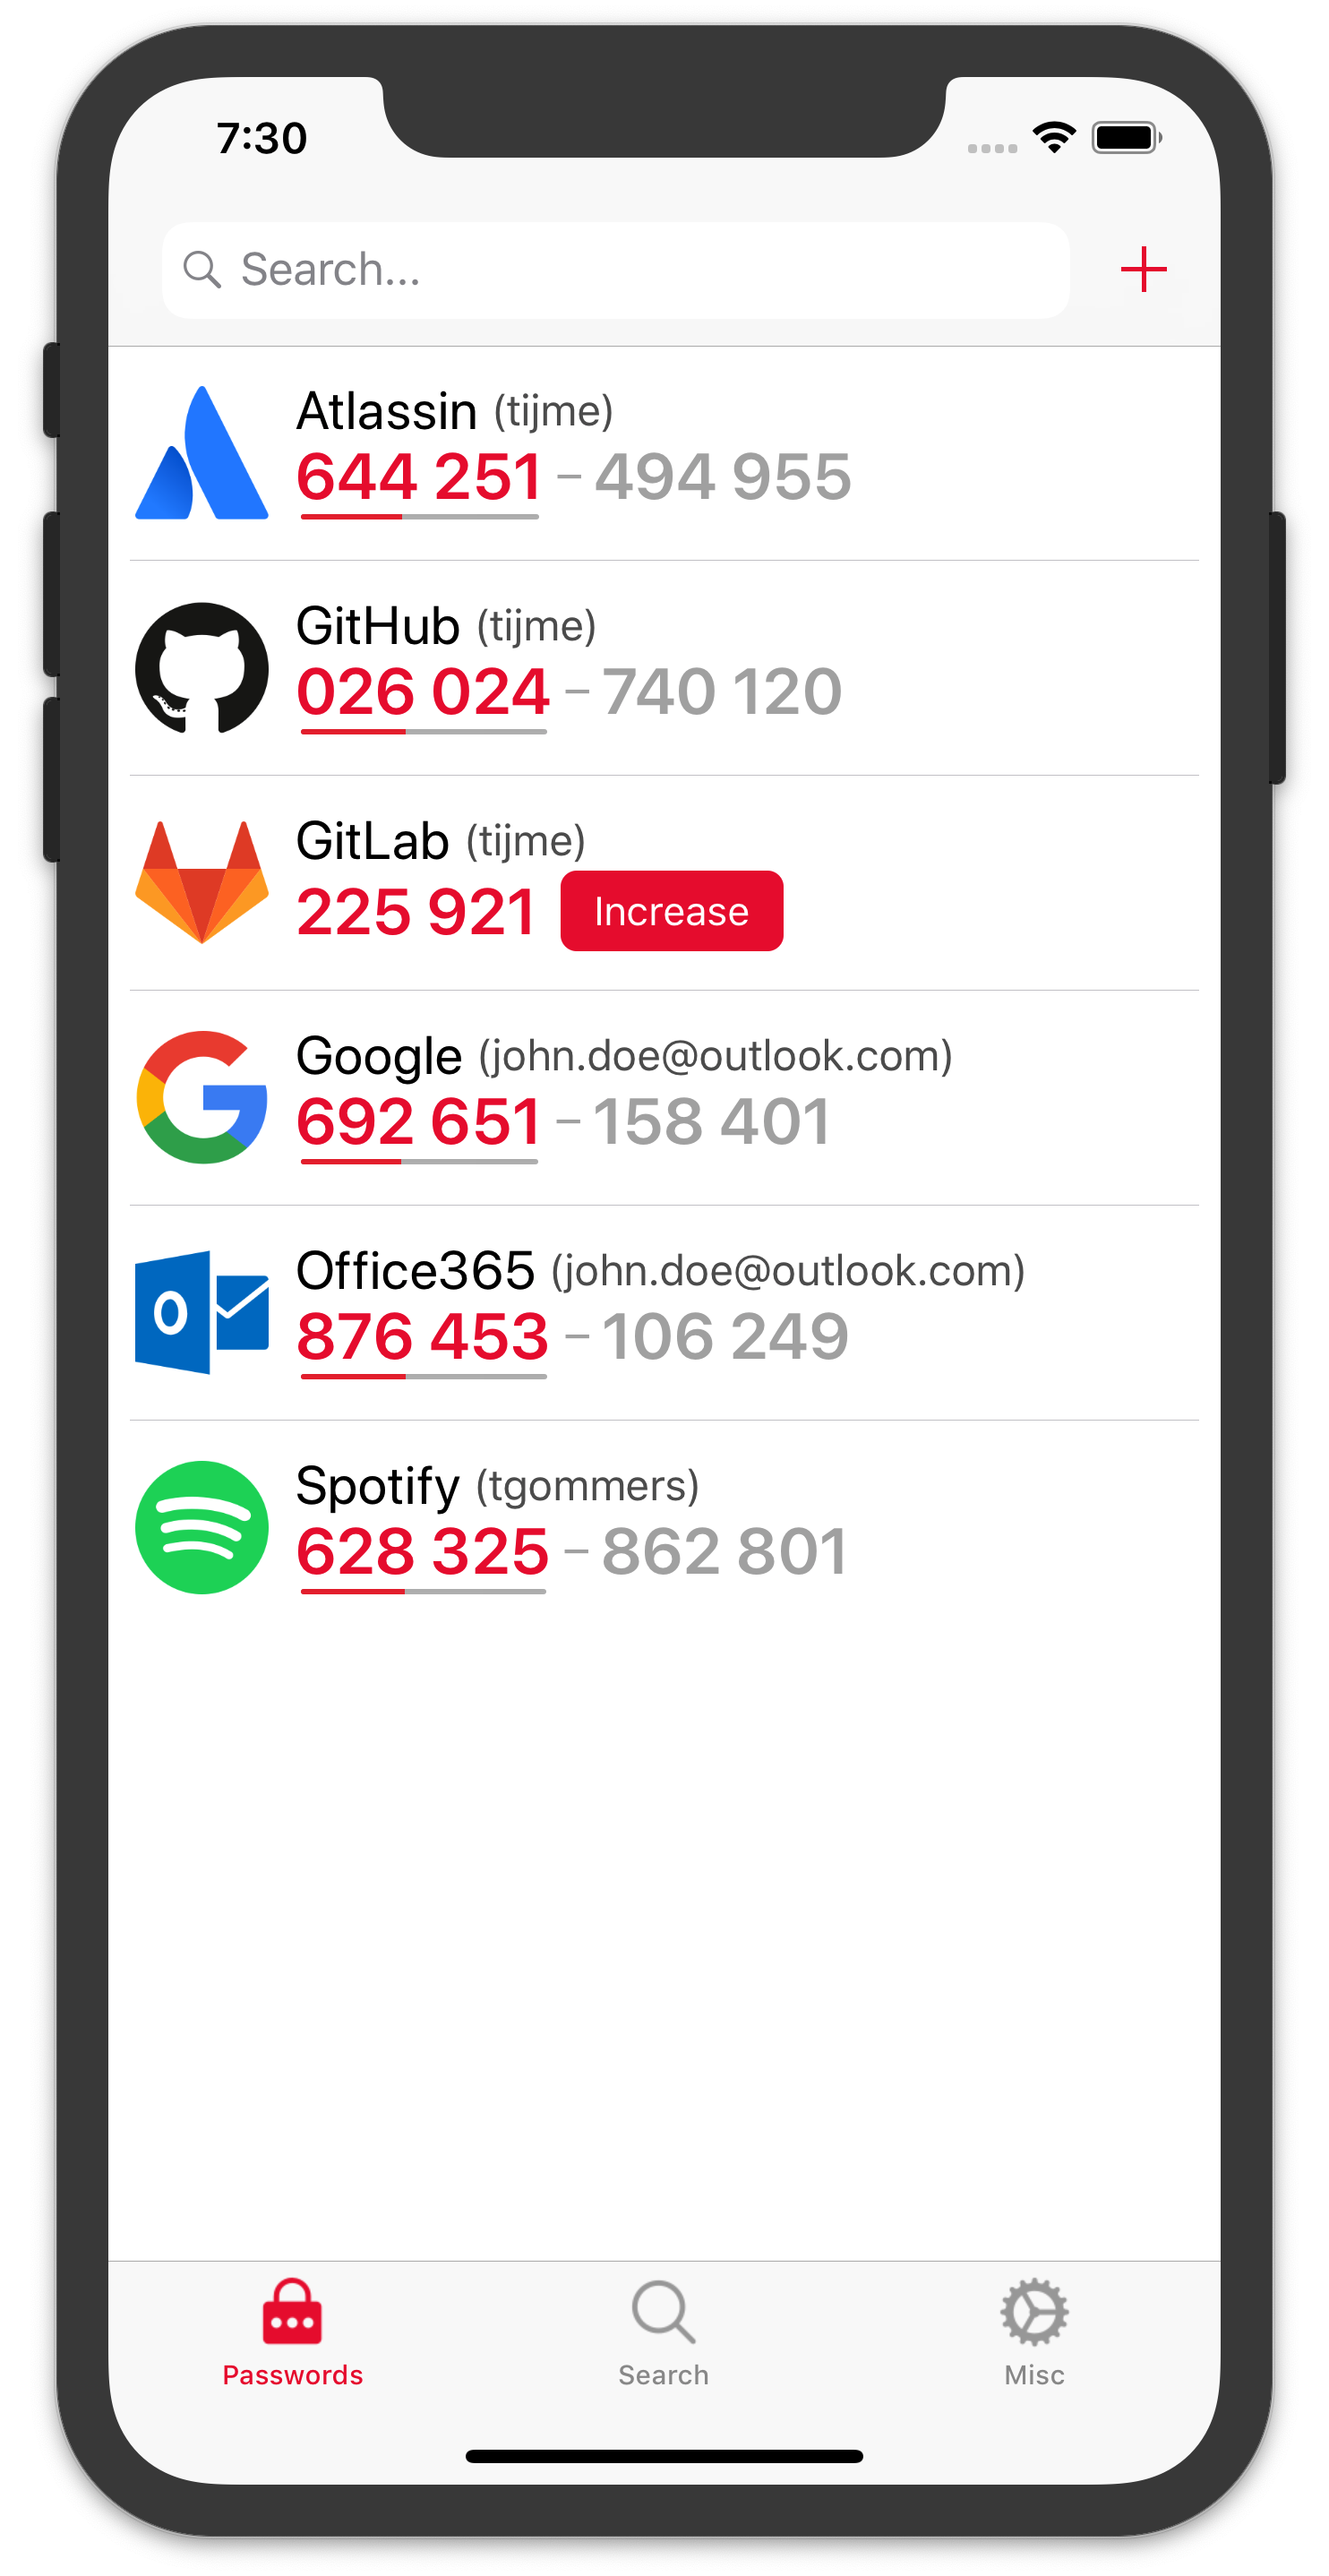 7:30
Search...
Atlassin (tijme)
644 251 – 494 955
GitHub (tijme)
026 024 – 740 120
GitLab (tijme)
225 921 Increase
Google (john.doe@outlook.com)
692 651 – 158 401
Office365 (john.doe@outlook.com)
876 453 – 106 249
Spotify (tgommers)
628 325 – 862 801
Passwords Search Misc